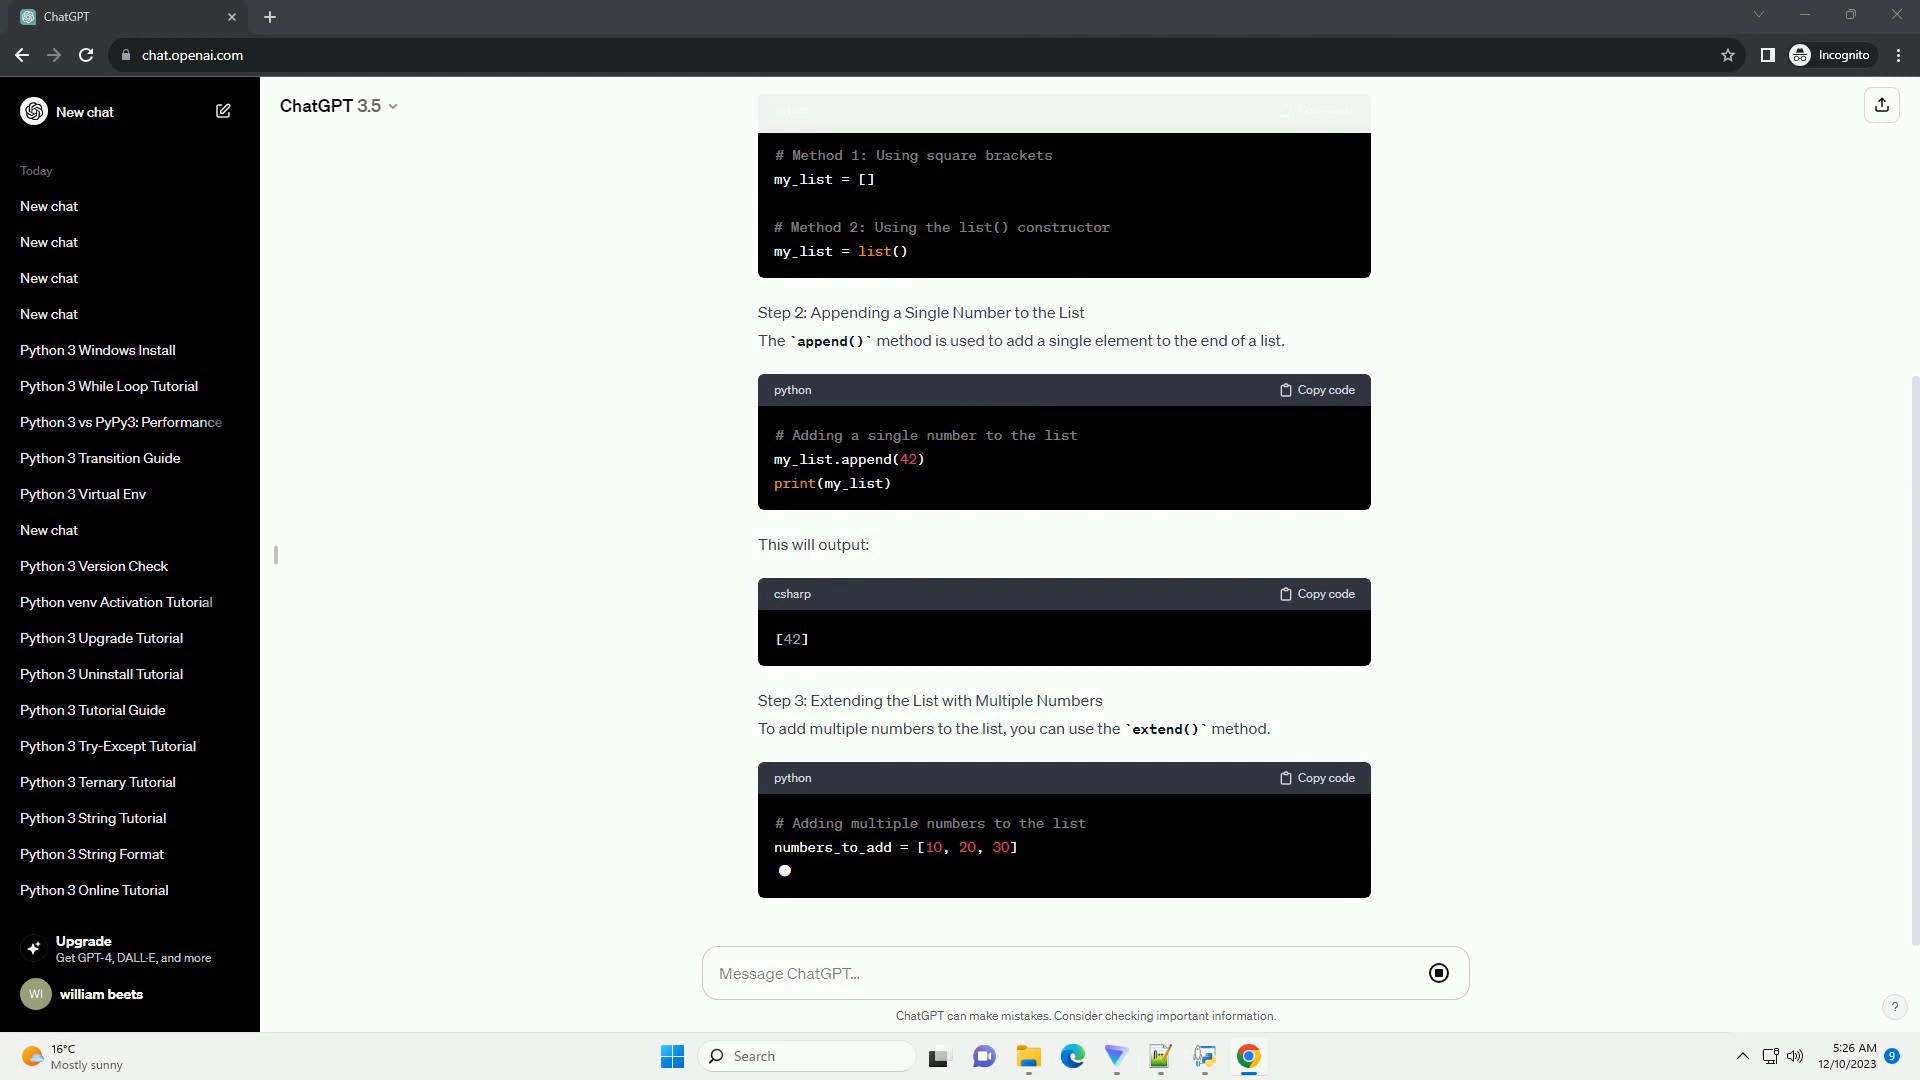 ChatGPT
chat.openai.com
Incognito
New chat
Today
New chat
New chat
New chat
New chat
Python 3 Windows Install
Python 3 While Loop Tutorial
Python 3 vs PyPy3: Performance
Python 3 Transition Guide
Python 3 Virtual Env
New chat
Python 3 Version Check
Python venv Activation Tutorial
Python 3 Upgrade Tutorial
Python 3 Uninstall Tutorial
Python 3 Tutorial Guide
Python 3 Try-Except Tutorial
Python 3 Ternary Tutorial
Python 3 String Tutorial
Python 3 String Format
Python 3 Online Tutorial
Upgrade
Get GPT-4, DALL·E, and more
WI
william beets
ChatGPT 3.5
# Method 1: Using square brackets
my_list = []
# Method 2: Using the list() constructor
my_list = list()
Step 2: Appending a Single Number to the List
The `append()` method is used to add a single element to the end of a list.
python
Copy code
# Adding a single number to the list
my_list.append(42)
print(my_list)
This will output:
csharp
Copy code
[42]
Step 3: Extending the List with Multiple Numbers
To add multiple numbers to the list, you can use the `extend()` method.
python
Copy code
# Adding multiple numbers to the list
numbers_to_add = [10, 20, 30]
Message ChatGPT...
ChatGPT can make mistakes. Consider checking important information.
?
16°C
Mostly sunny
Search
5:26 AM
12/10/2023
9